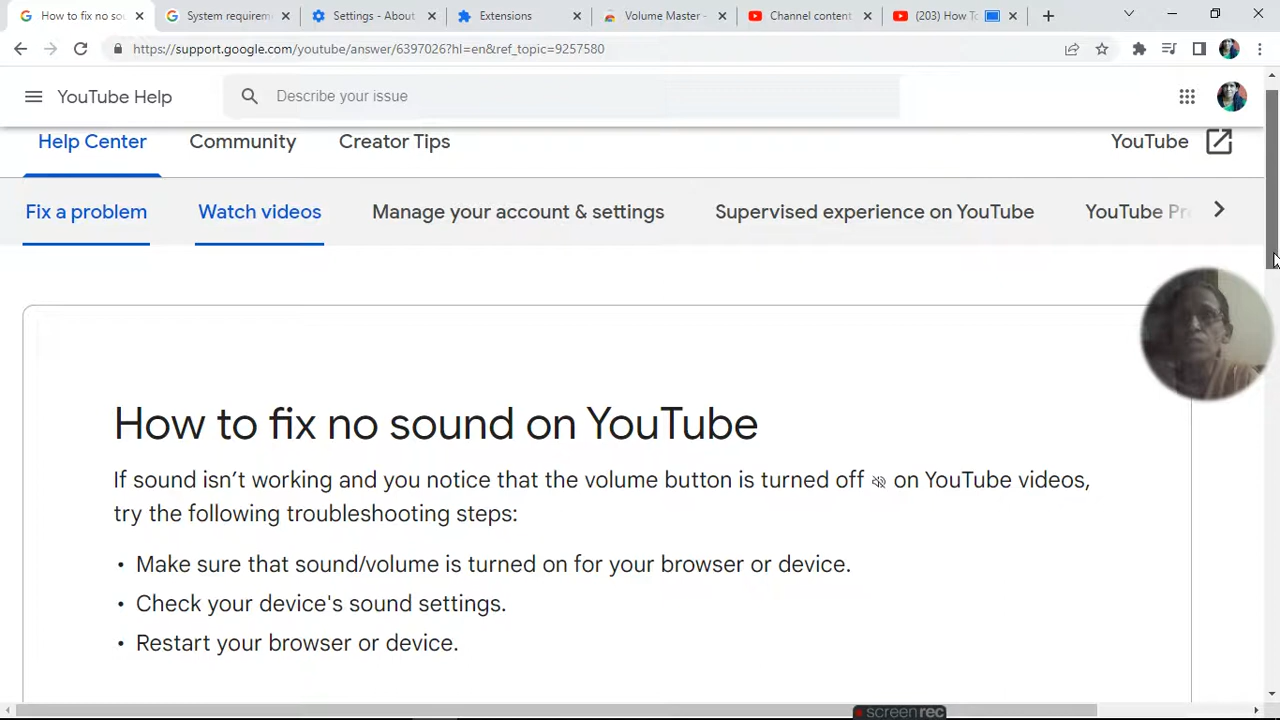 How to fix no so
System requirem
Settings - About
Extensions
Volume Master -
Channel content
(203) How To
https://support.google.com/youtube/answer/6397026?hl=en&ref_topic=9257580
YouTube Help
Describe your issue
Help Center
Community
Creator Tips
YouTube
Fix a problem
Watch videos
Manage your account & settings
Supervised experience on YouTube
YouTube Pre
How to fix no sound on YouTube
If sound isn’t working and you notice that the volume button is turned off on YouTube videos,
try the following troubleshooting steps:
• Make sure that sound/volume is turned on for your browser or device.
• Check your device's sound settings.
• Restart your browser or device.
screenrec